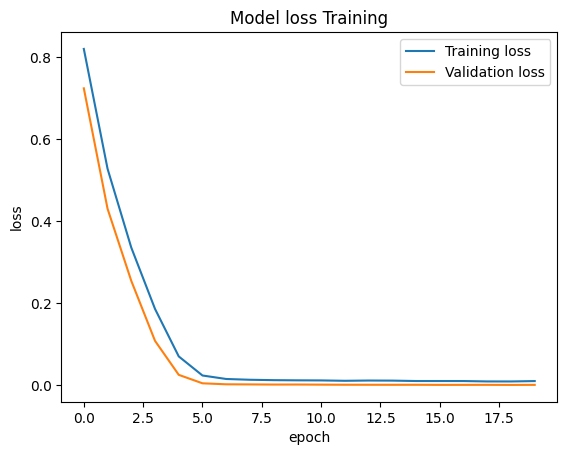 Model loss Training
Training loss
Validation loss
0.8
0.6
0.4
0.2
0.0
loss
0.0 2.5 5.0 7.5 10.0 12.5 15.0 17.5
epoch